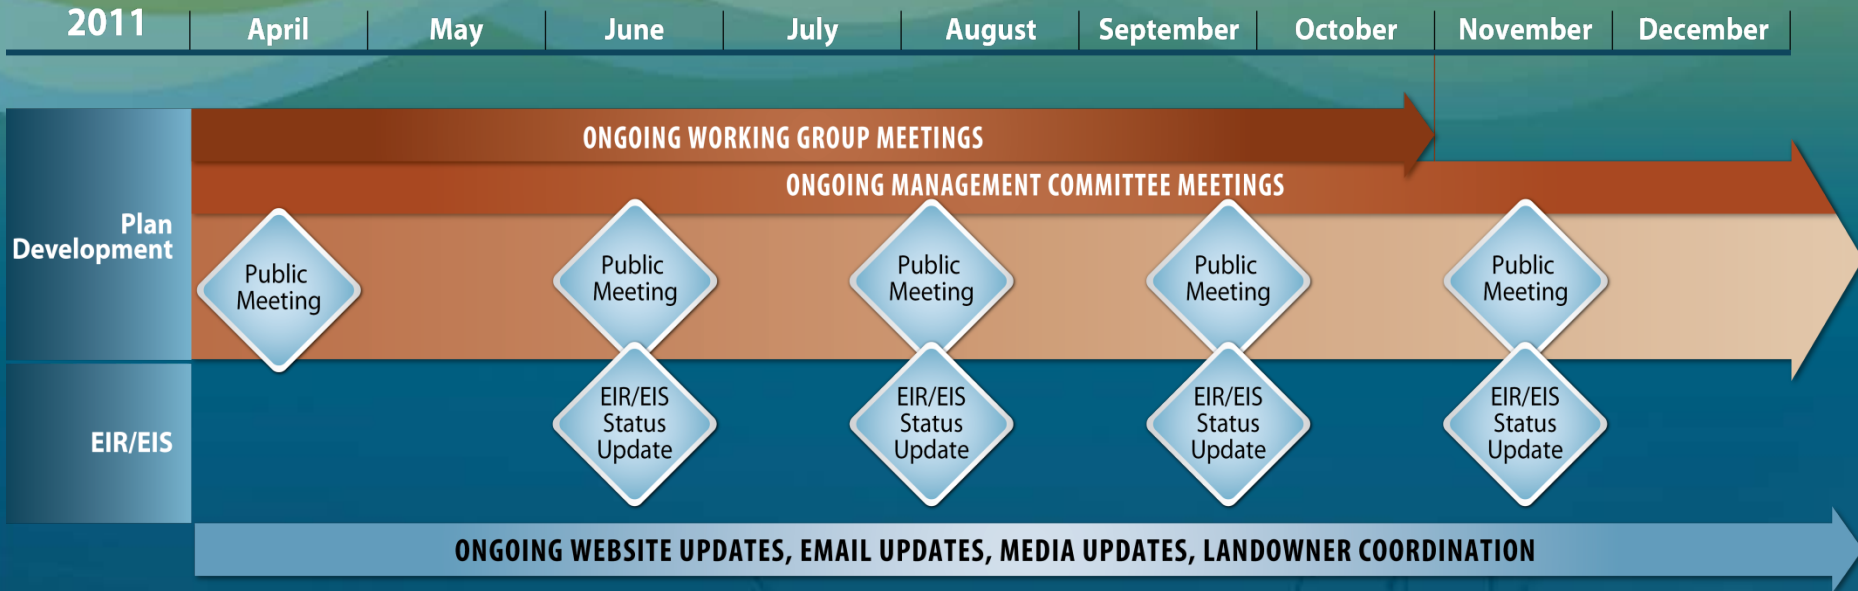 2011 April May June July August September October November December
ONGOING WORKING GROUP MEETINGS
ONGOING MANAGEMENT COMMITTEE MEETINGS
Plan
Development
Public
Meeting
Public
Meeting
Public
Meeting
Public
Meeting
Public
Meeting
EIR/EIS
EIR/EIS
Status
Update
EIR/EIS
Status
Update
EIR/EIS
Status
Update
EIR/EIS
Status
Update
ONGOING WEBSITE UPDATES, EMAIL UPDATES, MEDIA UPDATES, LANDOWNER COORDINATION